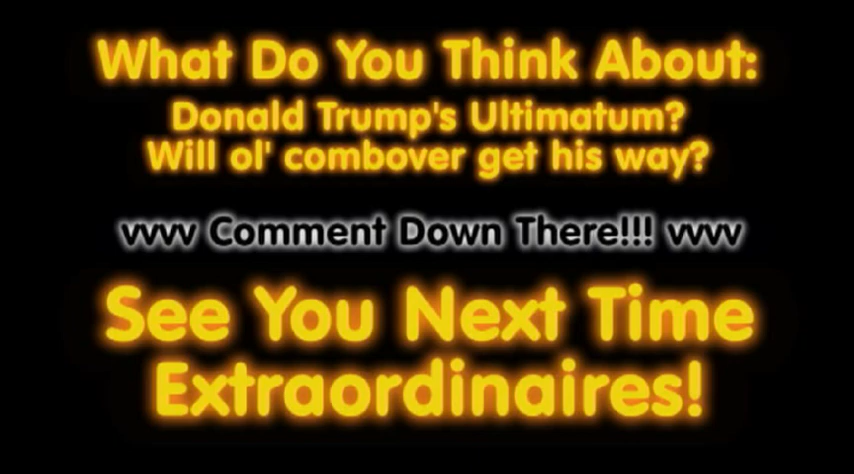 What Do You Think About:
Donald Trump's Ultimatum?
Will ol' combover get his way?
vvvv Comment Down There!!! vvvv
See You Next Time
Extraordinaires!